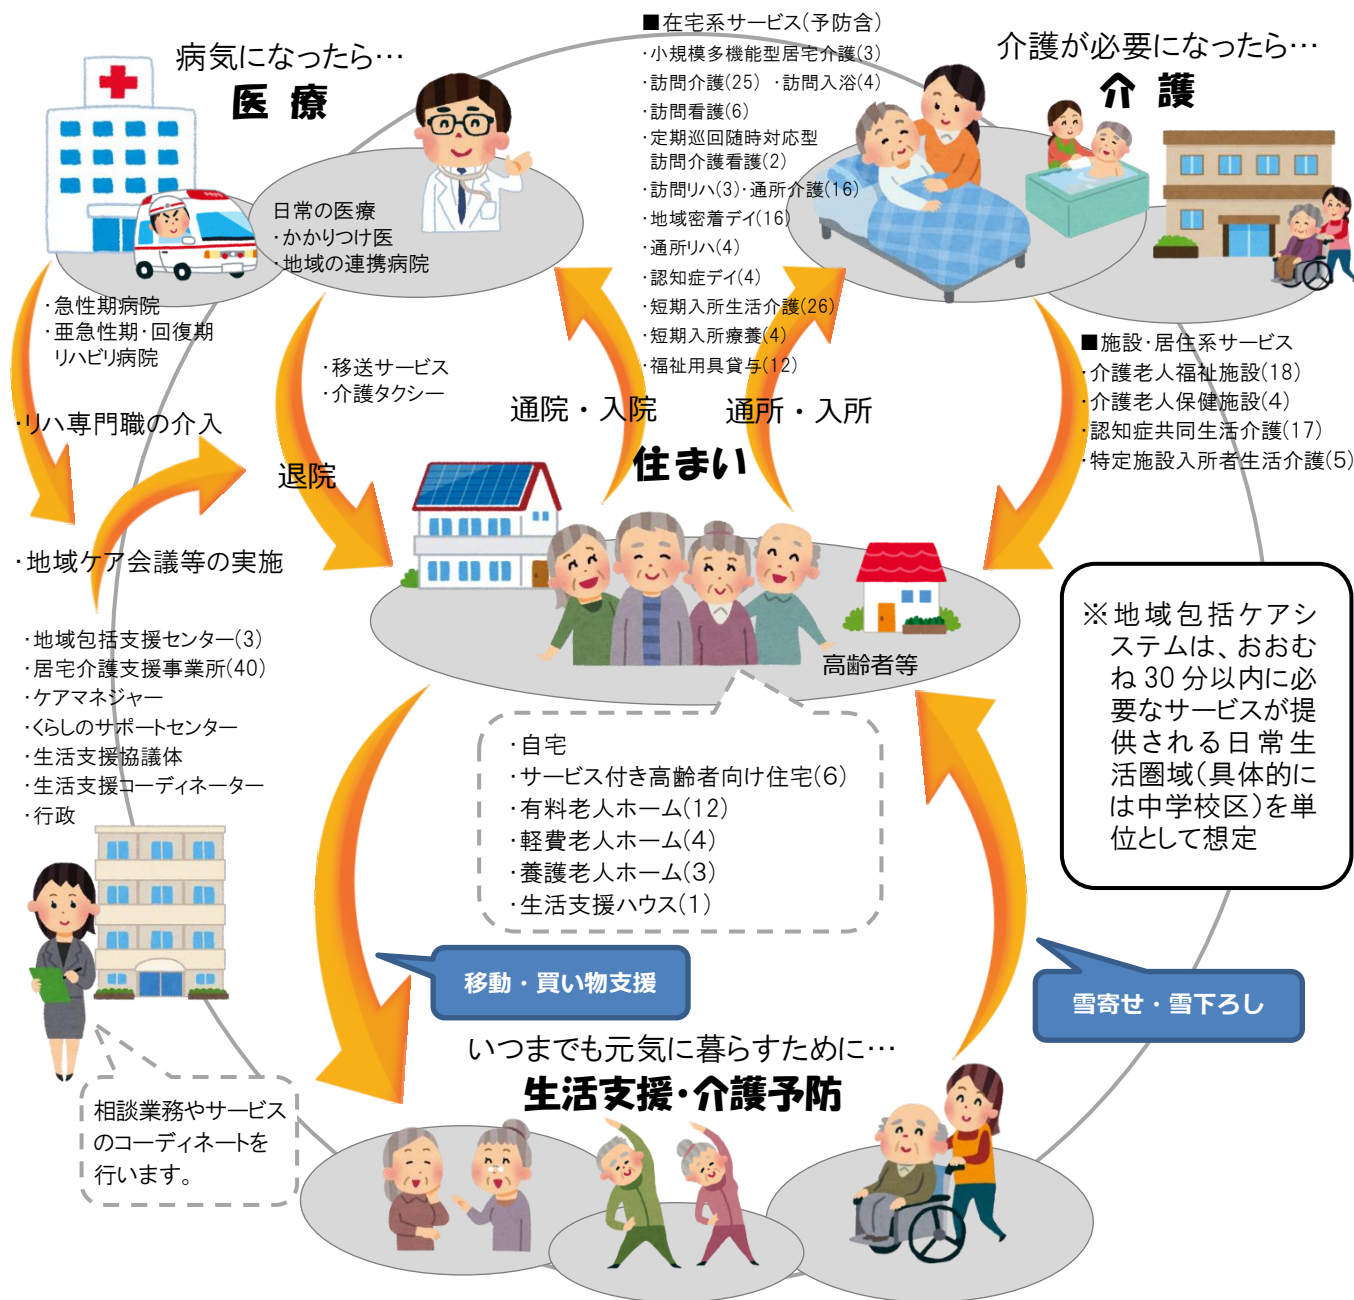 病気になったら…
医 療
日常の医療
・かかりつけ医
・地域の連携病院
・急性期病院
・亜急性期・回復期
リハビリ病院
・移送サービス
・介護タクシー
・リハ専門職の介入
退院
・地域ケア会議等の実施
■在宅系サービス(予防含)
・小規模多機能型居宅介護(3)
・訪問介護(25) ・訪問入浴(4)
・訪問看護(6)
・定期巡回随時対応型
訪問介護看護(2)
・訪問リハ(3)・通所介護(16)
・地域密着デイ(16)
・通所リハ(4)
・認知症デイ(4)
・短期入所生活介護(26)
・短期入所療養(4)
・福祉用具貸与(12)
通院・入院
通所・入所
介護が必要になったら…
介 護
■施設・居住系サービス
・介護老人福祉施設(18)
・介護老人保健施設(4)
・認知症共同生活介護(17)
・特定施設入所者生活介護(5)
住まい
高齢者等
・自宅
・サービス付き高齢者向け住宅(6)
・有料老人ホーム(12)
・軽費老人ホーム(4)
・養護老人ホーム(3)
・生活支援ハウス(1)
※地域包括ケアシ
ステムは、おおむ
ね30分以内に必
要なサービスが提
供される日常生
活圏域(具体的に
は中学校区)を単
位として想定
・地域包括支援センター(3)
・居宅介護支援事業所(40)
・ケアマネジャー
・くらしのサポートセンター
・生活支援協議体
・生活支援コーディネーター
・行政
相談業務やサービス
のコーディネートを
行います。
移動・買い物支援
雪寄せ・雪下ろし
いつまでも元気に暮らすために…
生活支援・介護予防